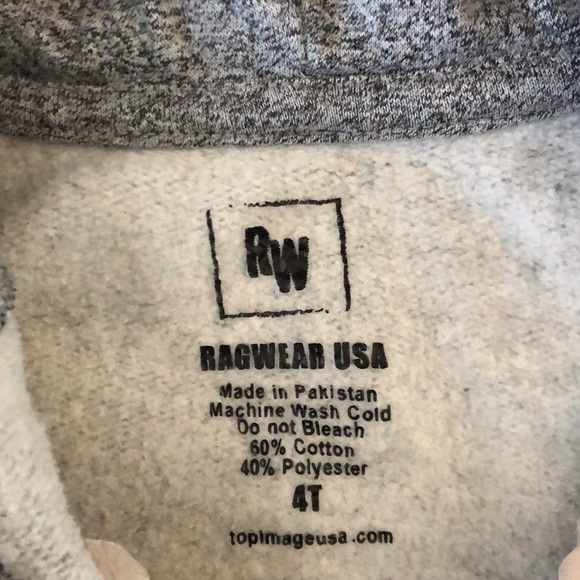 RW
RAGWEAR USA
Made in Pakistan
Machine Wash Cold
Do not Bleach
60% Cotton
40% Polyester
4T
topimageusa.com